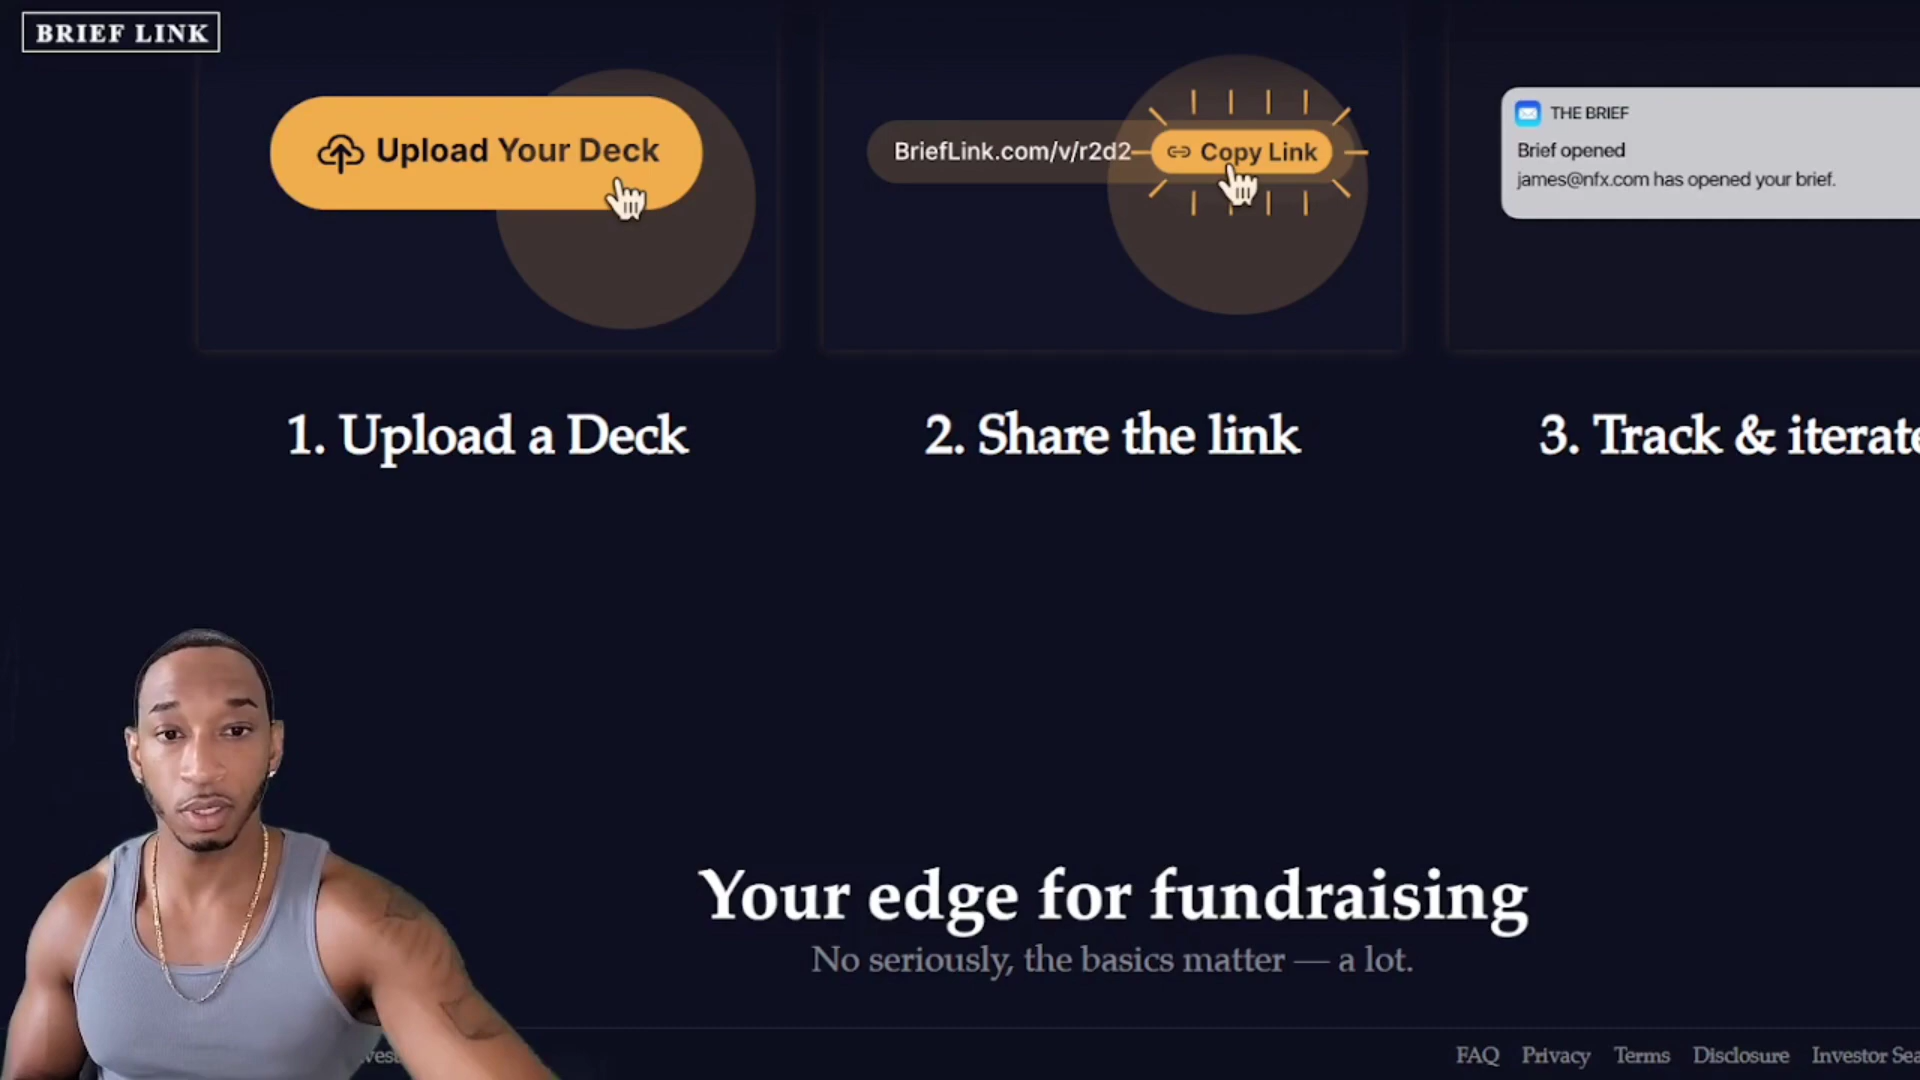 BRIEF LINK
Upload Your Deck
BriefLink.com/v/r2d2
Copy Link
THE BRIEF
Brief opened
james@nfx.com has opened your brief.
1. Upload a Deck
2. Share the link
3. Track & iterate
Your edge for fundraising
No seriously, the basics matter — a lot.
FAQ Privacy Terms Disclosure Investor